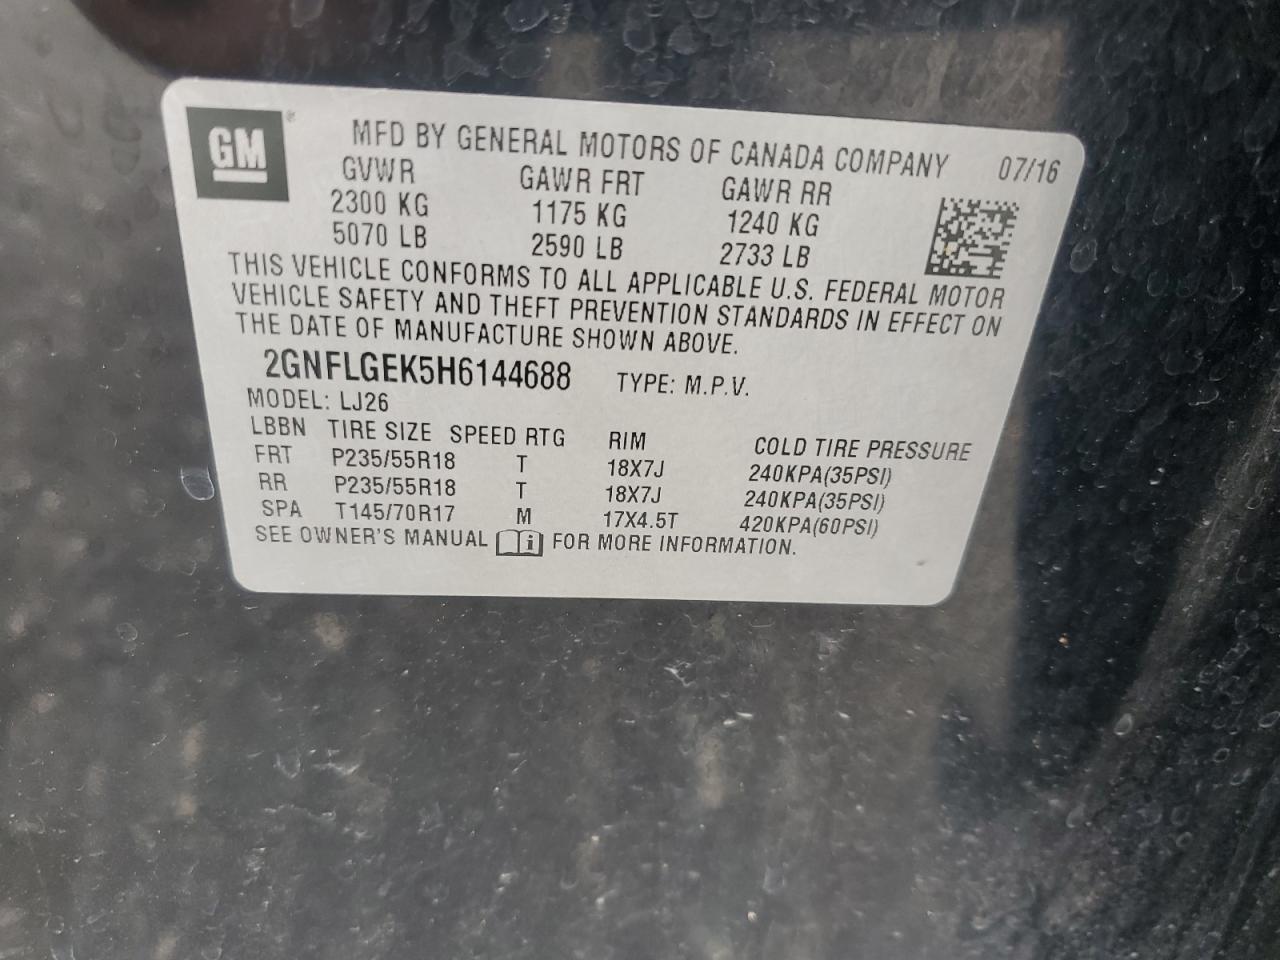 GM ®
MFD BY GENERAL MOTORS OF CANADA COMPANY 07/16
GVWR GAWR FRT GAWR RR
2300 KG 1175 KG 1240 KG
5070 LB 2590 LB 2733 LB
THIS VEHICLE CONFORMS TO ALL APPLICABLE U.S. FEDERAL MOTOR
VEHICLE SAFETY AND THEFT PREVENTION STANDARDS IN EFFECT ON
THE DATE OF MANUFACTURE SHOWN ABOVE.
2GNFLGEK5H6144688 TYPE: M.P.V.
MODEL: LJ26
LBBN TIRE SIZE SPEED RTG RIM COLD TIRE PRESSURE
FRT P235/55R18 T 18X7J 240KPA(35PSI)
RR P235/55R18 T 18X7J 240KPA(35PSI)
SPA T145/70R17 M 17X4.5T 420KPA(60PSI)
SEE OWNER'S MANUAL i FOR MORE INFORMATION.